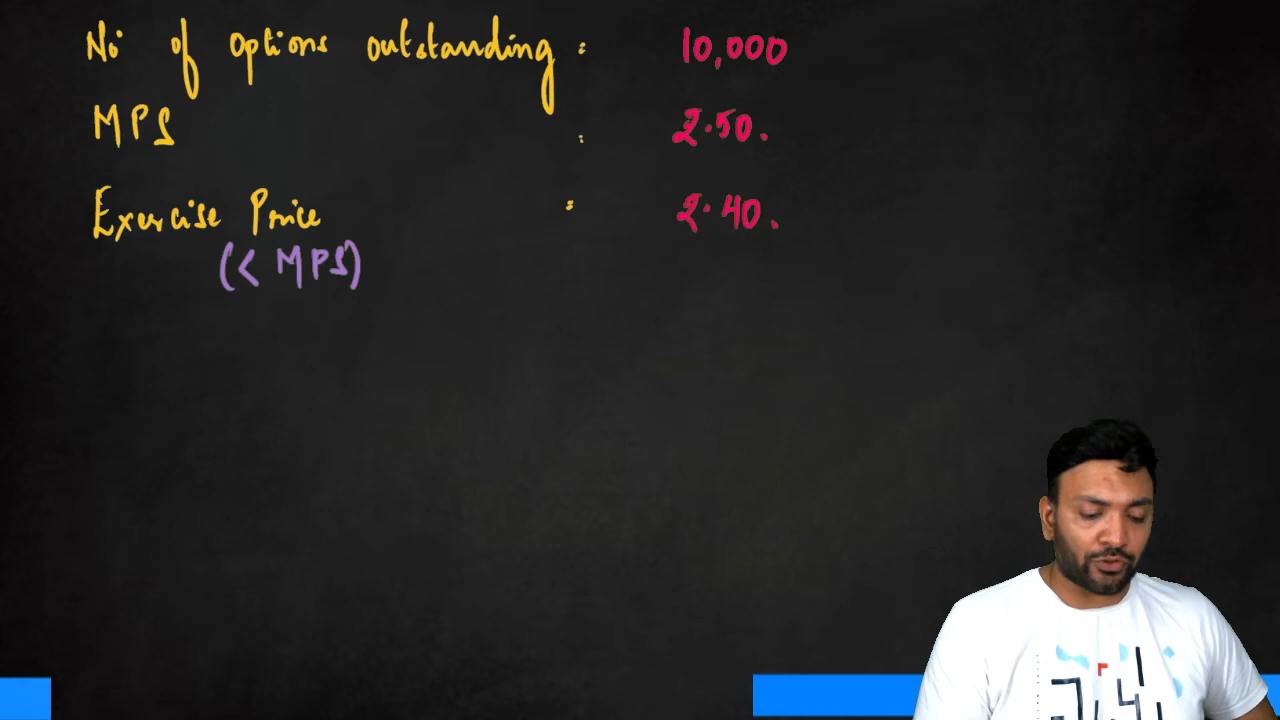 No of options outstanding : 10,000
MPS : 2.50.
Exercise Price : 2.40.
(< MPS)